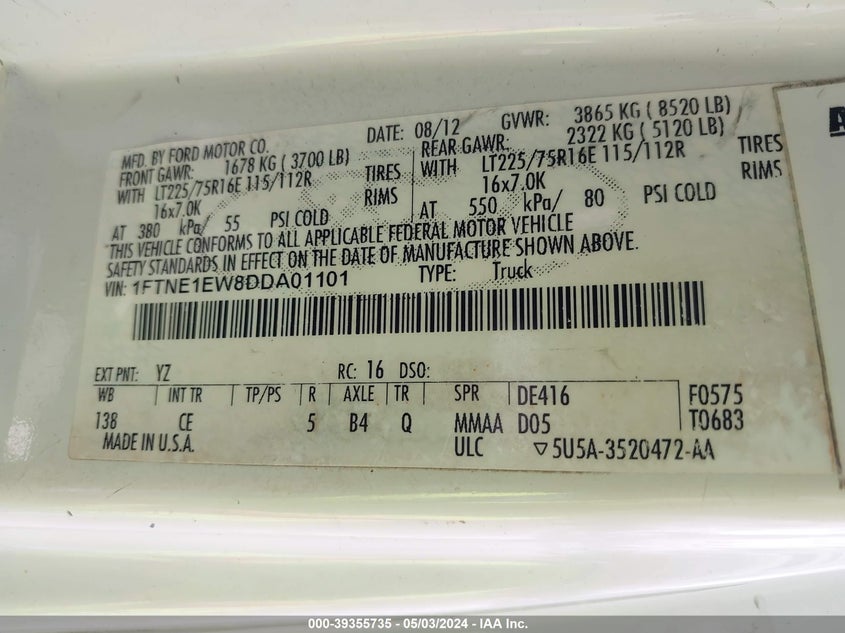 MFD. BY FORD MOTOR CO. DATE: 08/12 GVWR: 3865 KG ( 8520 LB)
FRONT GAWR: 1678 KG ( 3700 LB) REAR GAWR: 2322 KG ( 5120 LB)
WITH LT225/75R16E 115/112R TIRES WITH LT225/75R16E 115/112R TIRES
16x7.0K RIMS 16x7.0K RIMS
AT 380 kPa/ 55 PSI COLD AT 550 kPa/ 80 PSI COLD
THIS VEHICLE CONFORMS TO ALL APPLICABLE FEDERAL MOTOR VEHICLE
SAFETY STANDARDS IN EFFECT ON THE DATE OF MANUFACTURE SHOWN ABOVE.
VIN: 1FTNE1EW8DDA01101 TYPE: Truck
EXT PNT: YZ RC: 16 DSO:
WB INT TR TP/PS R AXLE TR SPR DE416 F0575
138 CE 5 B4 Q MMAA D05 T0683
MADE IN U.S.A. ULC ▽5U5A-3520472-AA
000-39355735 - 05/03/2024 - IAA Inc.